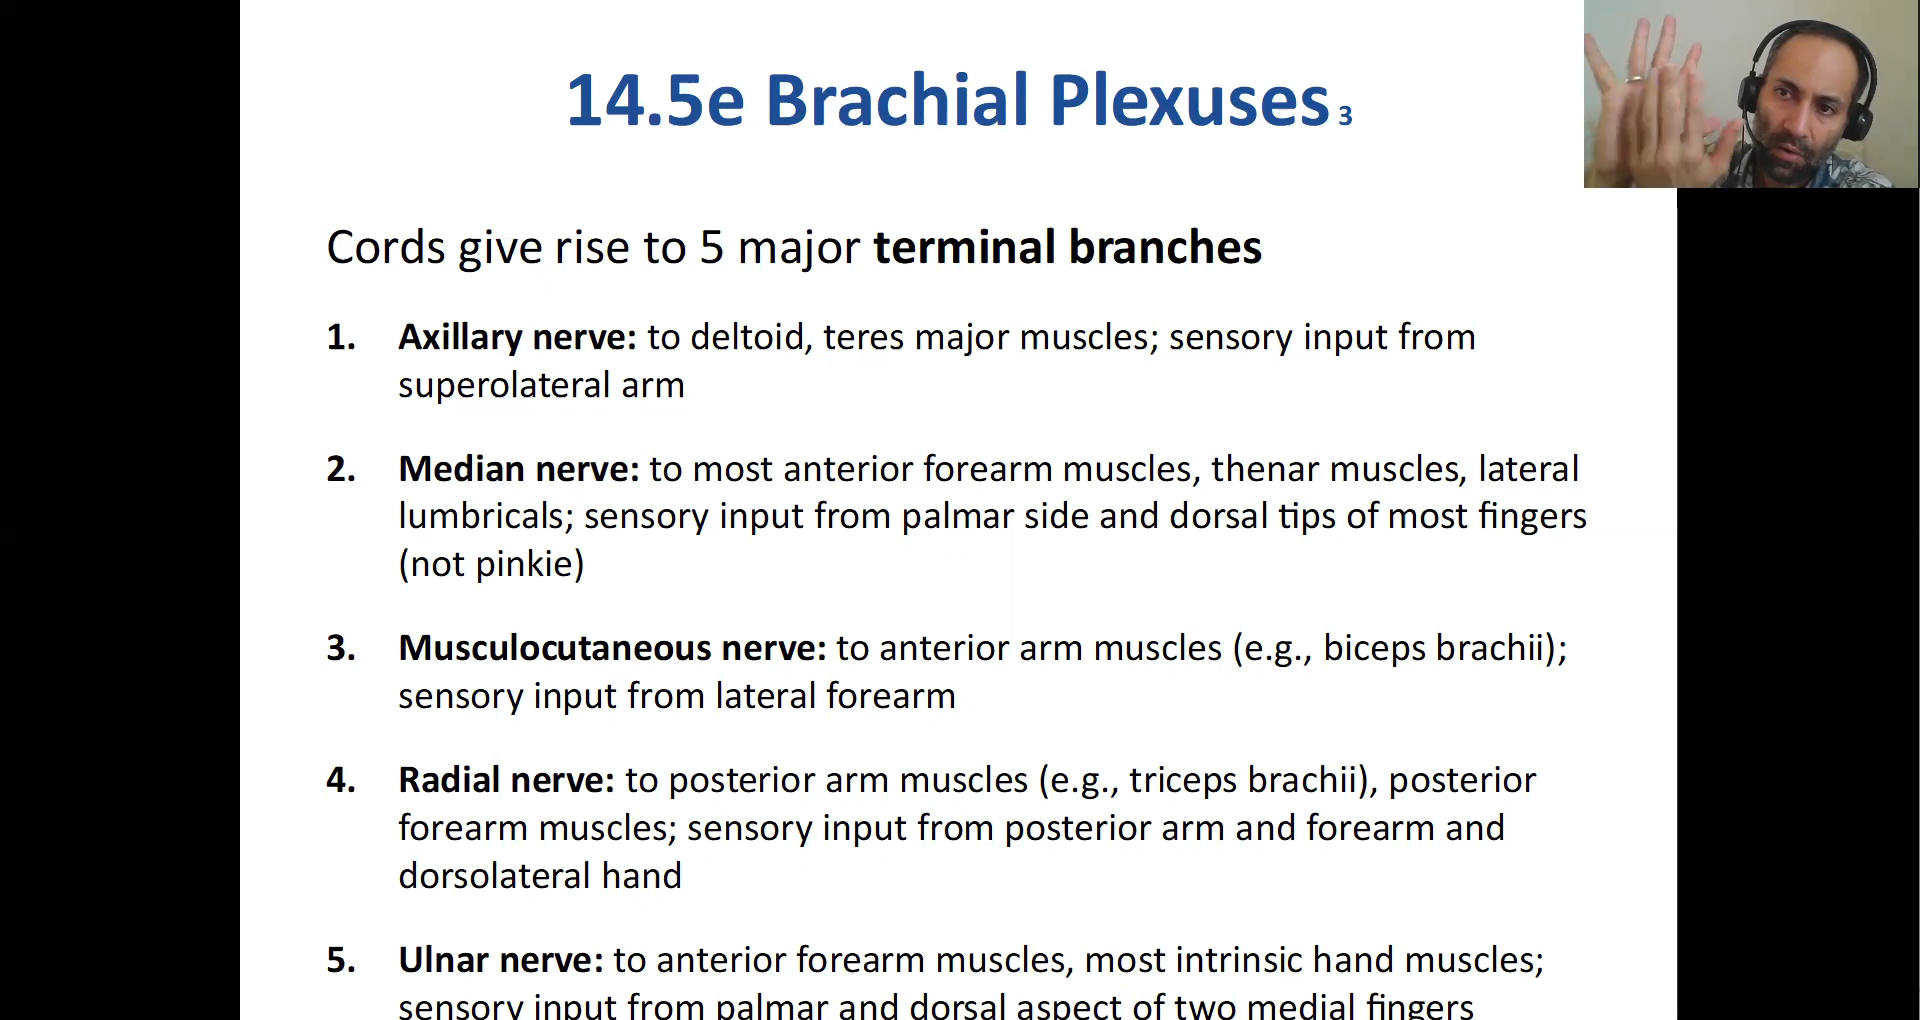 14.5e Brachial Plexuses 3
Cords give rise to 5 major terminal branches
1. Axillary nerve: to deltoid, teres major muscles; sensory input from
superolateral arm
2. Median nerve: to most anterior forearm muscles, thenar muscles, lateral
lumbricals; sensory input from palmar side and dorsal tips of most fingers
(not pinkie)
3. Musculocutaneous nerve: to anterior arm muscles (e.g., biceps brachii);
sensory input from lateral forearm
4. Radial nerve: to posterior arm muscles (e.g., triceps brachii), posterior
forearm muscles; sensory input from posterior arm and forearm and
dorsolateral hand
5. Ulnar nerve: to anterior forearm muscles, most intrinsic hand muscles;
sensory input from palmar and dorsal aspect of two medial fingers